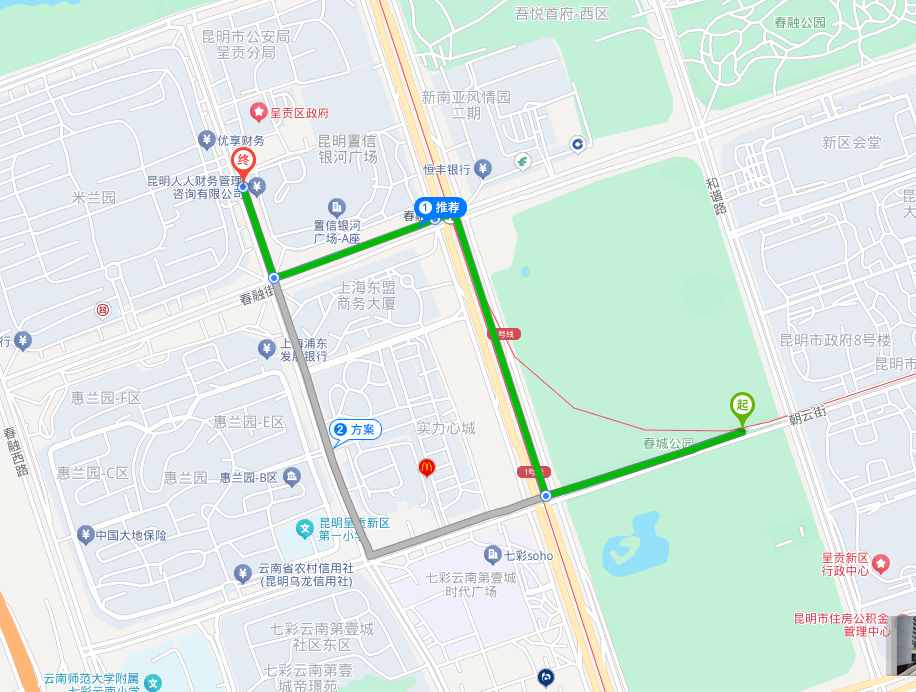 吾悦首府-西区
春融公园
昆明市公安局
呈贡分局
新南亚风情园
二期
呈贡区政府
优享财务
昆明置信
银河广场
新区会堂
终
恒丰银行
昆明人人财务管理
咨询有限公司
米兰园
和谐路
1 推荐
置信银河
广场-A座
春融街
上海东盟
商务大厦
号线
昆明市政府8号楼
上海浦东
发展银行
惠兰园-F区
惠兰园-E区
2 方案
实力心城
起
朝云街
春城公园
春融西路
惠兰园-C区
惠兰园
惠兰园-B区
昆明呈贡新区
第一小学
中国大地保险
七彩soho
云南省农村信用社
(昆明乌龙信用社)
七彩云南第壹城
时代广场
呈贡新区
行政中心
昆明市住房公积金
管理中心
七彩云南第壹城
社区东区
七彩云南第壹
城帝璟苑
云南师范大学附属
七彩云南小学